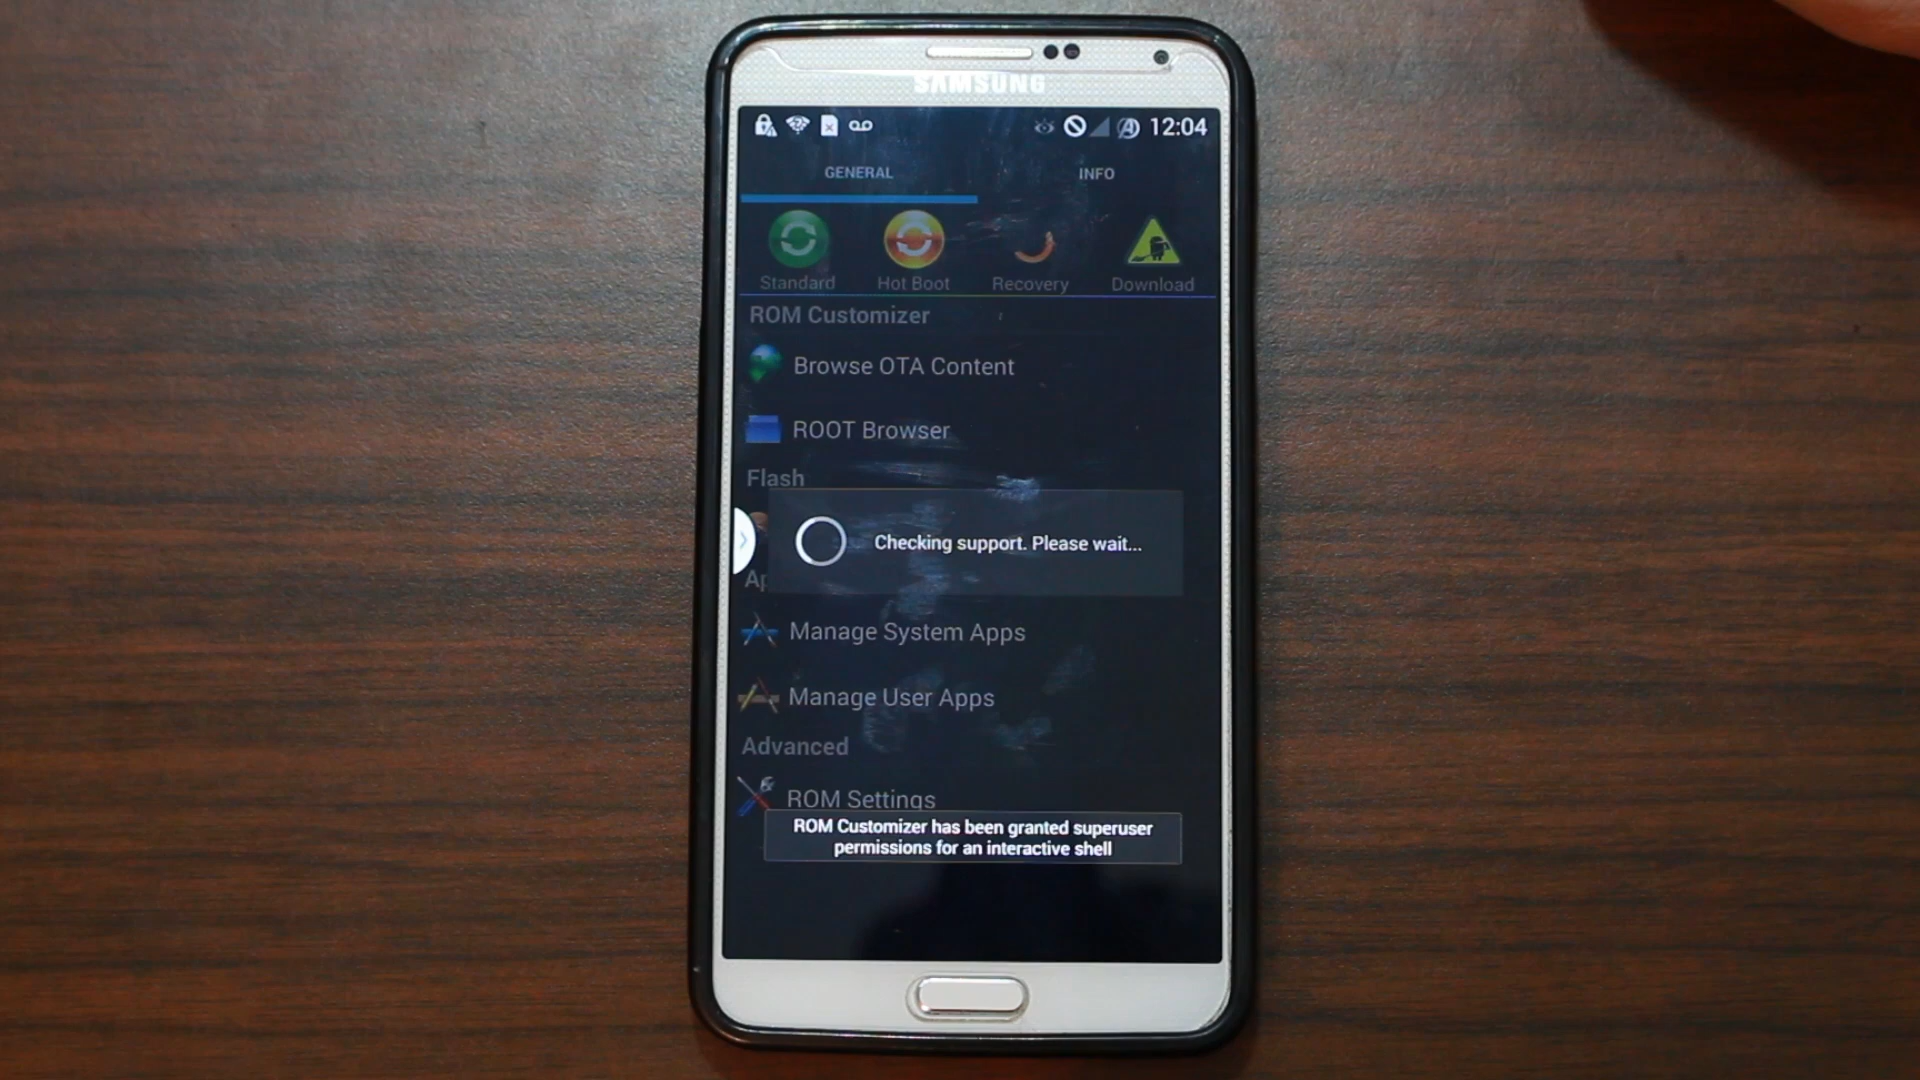 SAMSUNG
12:04
GENERAL
INFO
Standard
Hot Boot
Recovery
Download
ROM Customizer
Browse OTA Content
ROOT Browser
Flash
Checking support. Please wait...
Ap
Manage System Apps
Manage User Apps
Advanced
ROM Settings
ROM Customizer has been granted superuser
permissions for an interactive shell